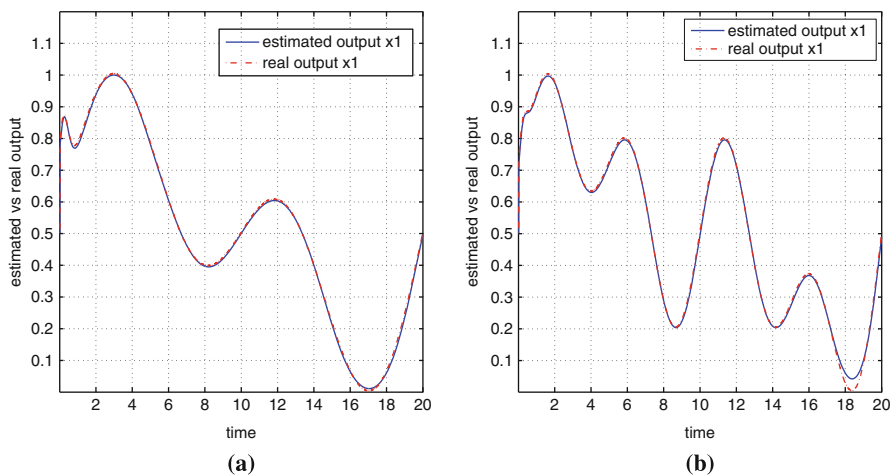 estimated output x1
real output x1
1.1
1
0.9
0.8
0.7
0.6
0.5
0.4
0.3
0.2
0.1
estimated vs real output
2 4 6 8 10 12 14 16 18 20
time
(a)
estimated output x1
real output x1
1.1
1
0.9
0.8
0.7
0.6
0.5
0.4
0.3
0.2
0.1
estimated vs real output
2 4 6 8 10 12 14 16 18 20
time
(b)